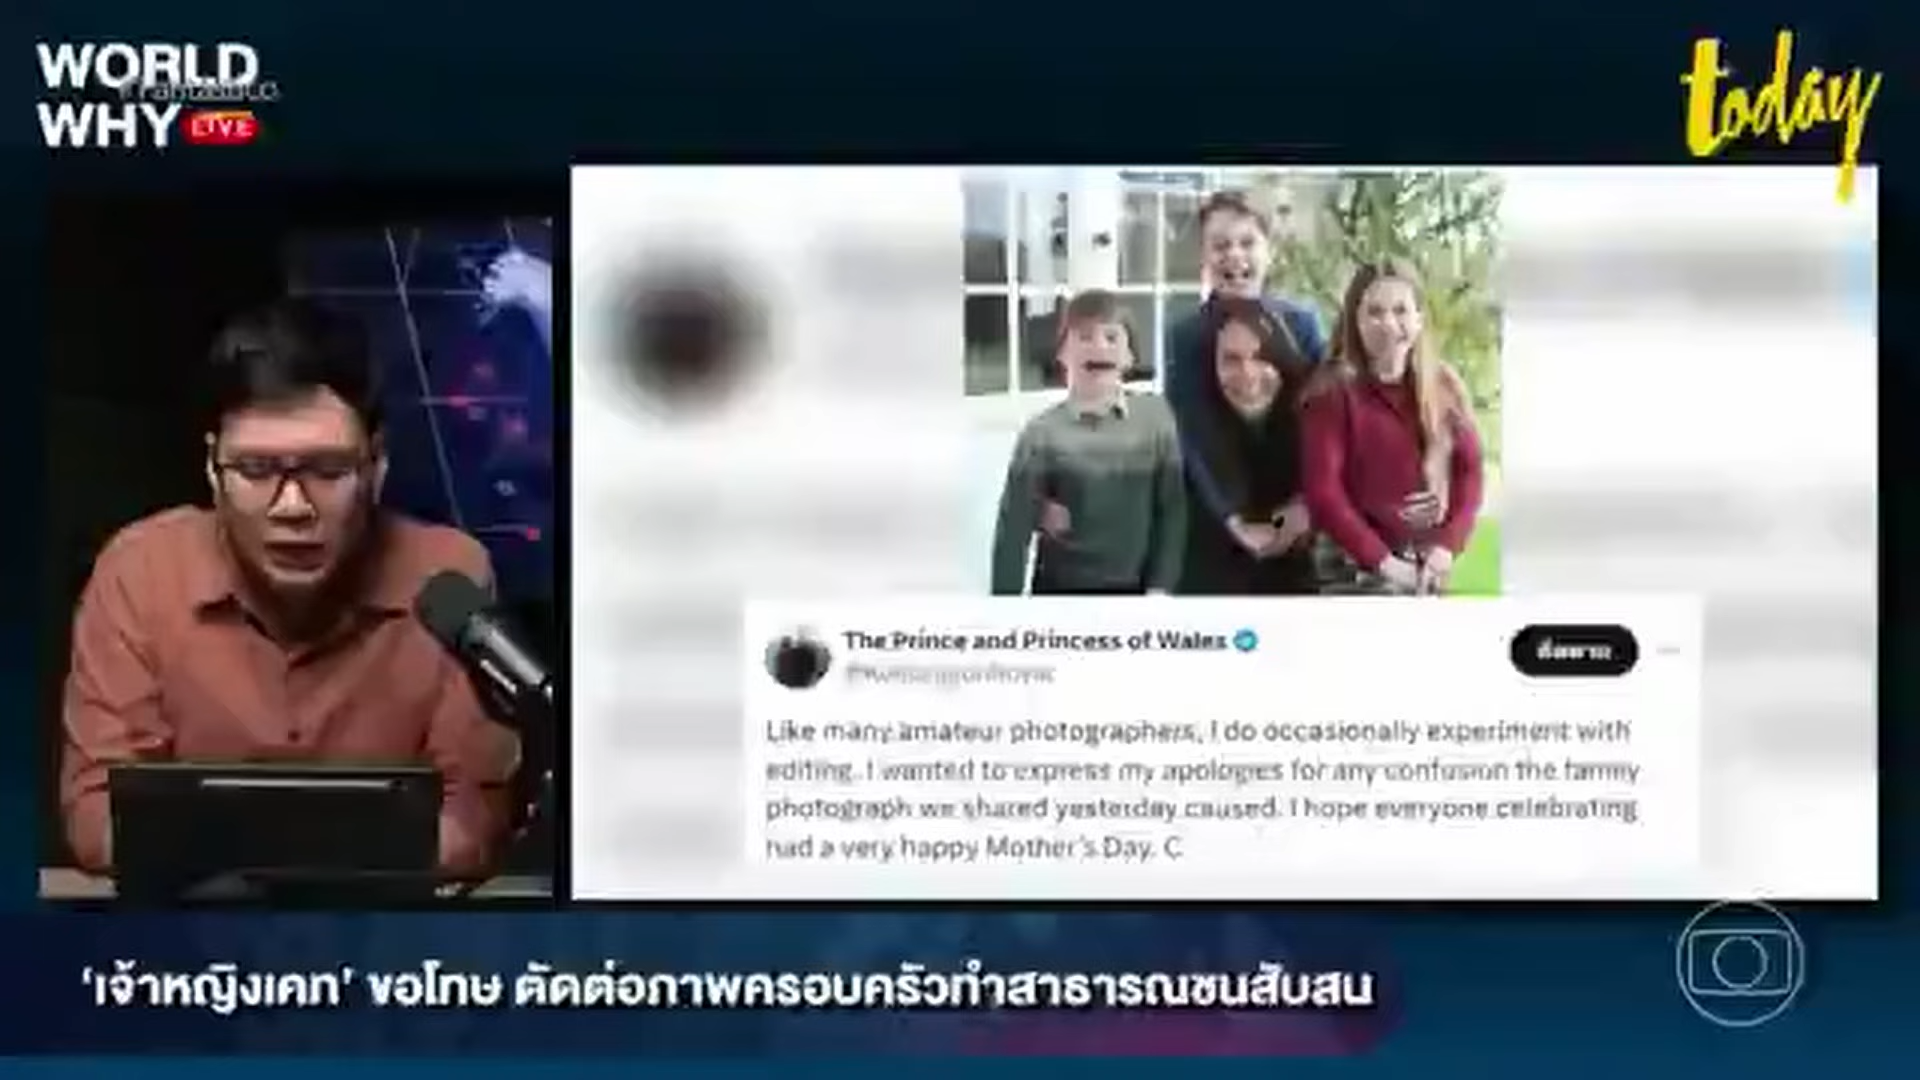 WORLD
WHY LIVE
today
The Prince and Princess of Wales
Like many amateur photographers, I do occasionally experiment with
editing. I wanted to express my apologies for any confusion the family
photograph we shared yesterday caused. I hope everyone celebrating
had a very happy Mother's Day. C
'เจ้าหญิงเคท' ขอโทษ ตัดต่อภาพครอบครัวทำสาธารณชนสับสน